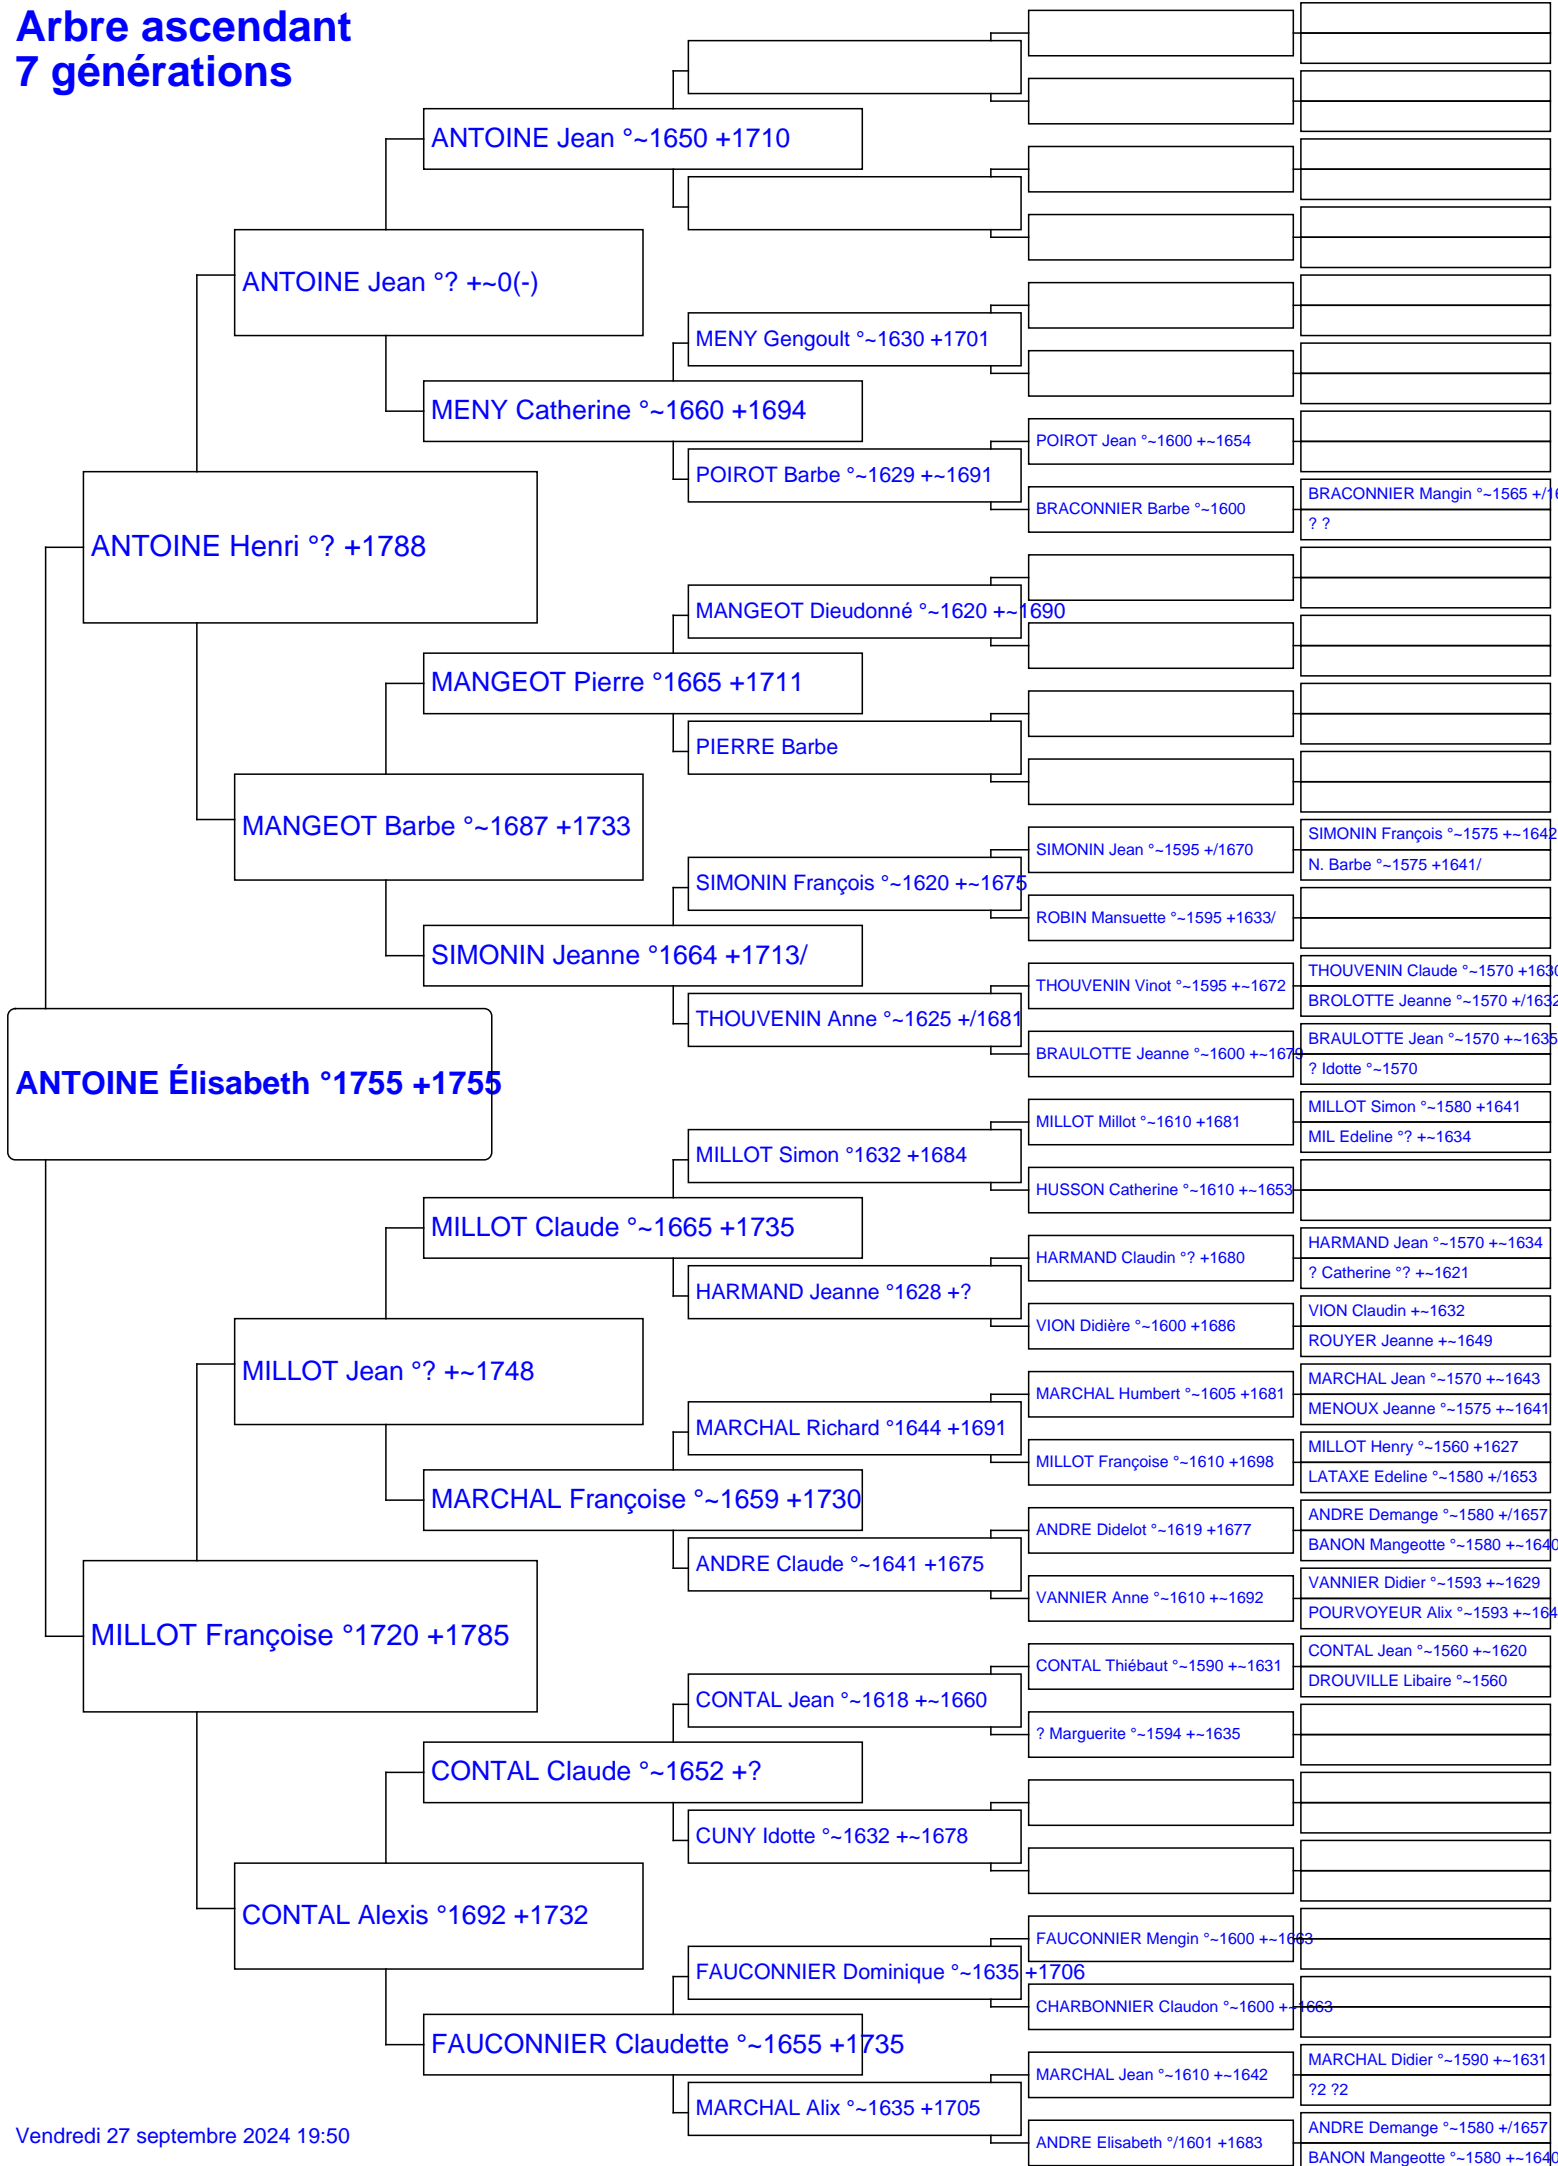 Arbre ascendant
7 générations
ANTOINE Jean °~1650 +1710
ANTOINE Jean °? +~0(-)
MENY Gengoult °~1630 +1701
MENY Catherine °~1660 +1694
POIROT Jean °~1600 +~1654
POIROT Barbe °~1629 +~1691
BRACONNIER Mangin °~1565 +/16
BRACONNIER Barbe °~1600
? ?
ANTOINE Henri °? +1788
MANGEOT Dieudonné °~1620 +~1690
MANGEOT Pierre °1665 +1711
PIERRE Barbe
MANGEOT Barbe °~1687 +1733
SIMONIN François °~1575 +~1642
SIMONIN Jean °~1595 +/1670
N. Barbe °~1575 +1641/
SIMONIN François °~1620 +~1675
ROBIN Mansuette °~1595 +1633/
SIMONIN Jeanne °1664 +1713/
THOUVENIN Claude °~1570 +1630
THOUVENIN Vinot °~1595 +~1672
BROLOTTE Jeanne °~1570 +/1632
THOUVENIN Anne °~1625 +/1681
BRAULOTTE Jean °~1570 +~1635
BRAULOTTE Jeanne °~1600 +~1679
? Idotte °~1570
ANTOINE Élisabeth °1755 +1755
MILLOT Simon °~1580 +1641
MILLOT Millot °~1610 +1681
MIL Edeline °? +~1634
MILLOT Simon °1632 +1684
HUSSON Catherine °~1610 +~1653
MILLOT Claude °~1665 +1735
HARMAND Jean °~1570 +~1634
HARMAND Claudin °? +1680
? Catherine °? +~1621
HARMAND Jeanne °1628 +?
VION Claudin +~1632
VION Didière °~1600 +1686
ROUYER Jeanne +~1649
MILLOT Jean °? +~1748
MARCHAL Jean °~1570 +~1643
MARCHAL Humbert °~1605 +1681
MENOUX Jeanne °~1575 +~1641
MARCHAL Richard °1644 +1691
MILLOT Henry °~1560 +1627
MILLOT Françoise °~1610 +1698
LATAXE Edeline °~1580 +/1653
MARCHAL Françoise °~1659 +1730
ANDRE Demange °~1580 +/1657
ANDRE Didelot °~1619 +1677
BANON Mangeotte °~1580 +~1640
ANDRE Claude °~1641 +1675
VANNIER Didier °~1593 +~1629
VANNIER Anne °~1610 +~1692
POURVOYEUR Alix °~1593 +~164
MILLOT Françoise °1720 +1785
CONTAL Jean °~1560 +~1620
CONTAL Thiébaut °~1590 +~1631
DROUVILLE Libaire °~1560
CONTAL Jean °~1618 +~1660
? Marguerite °~1594 +~1635
CONTAL Claude °~1652 +?
CUNY Idotte °~1632 +~1678
CONTAL Alexis °1692 +1732
FAUCONNIER Mengin °~1600 +~1663
FAUCONNIER Dominique °~1635 +1706
CHARBONNIER Claudon °~1600 +~1663
FAUCONNIER Claudette °~1655 +1735
MARCHAL Didier °~1590 +~1631
MARCHAL Jean °~1610 +~1642
?2 ?2
MARCHAL Alix °~1635 +1705
ANDRE Demange °~1580 +/1657
ANDRE Elisabeth °/1601 +1683
BANON Mangeotte °~1580 +~1640
Vendredi 27 septembre 2024 19:50